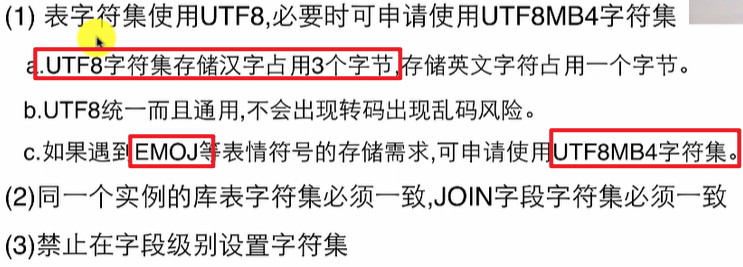 (1) 表字符集使用UTF8,必要时可申请使用UTF8MB4字符集
a.UTF8字符集存储汉字占用3个字节,存储英文字符占用一个字节。
b.UTF8统一而且通用,不会出现转码出现乱码风险。
c.如果遇到EMOJ等表情符号的存储需求,可申请使用UTF8MB4字符集。
(2)同一个实例的库表字符集必须一致,JOIN字段字符集必须一致
(3)禁止在字段级别设置字符集